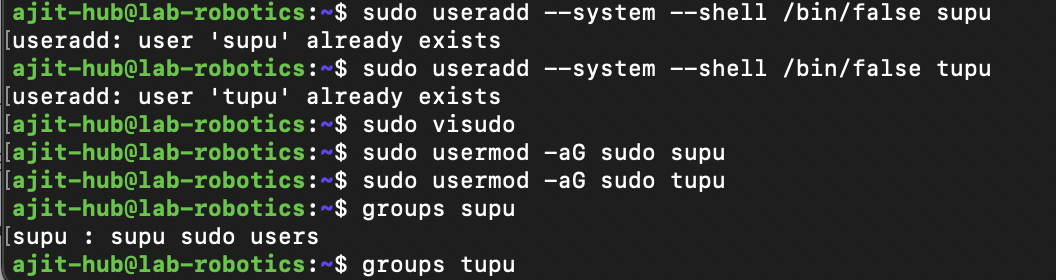 ajit-hub@lab-robotics:~$ sudo useradd --system --shell /bin/false supu
[useradd: user 'supu' already exists
ajit-hub@lab-robotics:~$ sudo useradd --system --shell /bin/false tupu
[useradd: user 'tupu' already exists
[ajit-hub@lab-robotics:~$ sudo visudo
[ajit-hub@lab-robotics:~$ sudo usermod -aG sudo supu
[ajit-hub@lab-robotics:~$ sudo usermod -aG sudo tupu
ajit-hub@lab-robotics:~$ groups supu
[supu : supu sudo users
ajit-hub@lab-robotics:~$ groups tupu